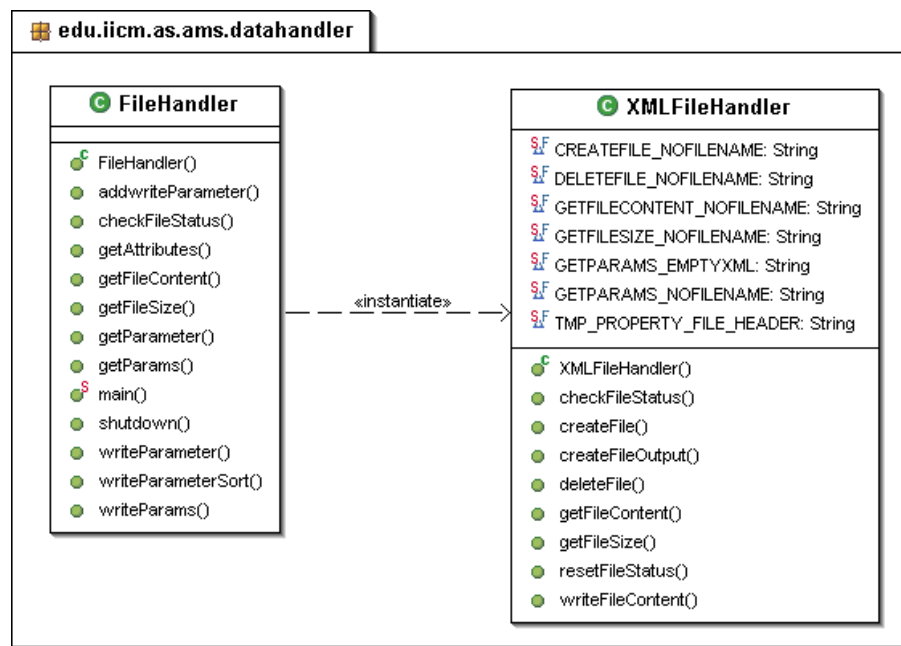 edu.iicm.as.ams.datahandler
C FileHandler
C FileHandler()
addwriteParameter()
checkFileStatus()
getAttributes()
getFileContent()
getFileSize()
getParameter()
getParams()
S main()
shutdown()
writeParameter()
writeParameterSort()
writeParams()
«instantiate»
C XMLFileHandler
S F CREATEFILE_NOFILENAME: String
S F DELETEFILE_NOFILENAME: String
S F GETFILECONTENT_NOFILENAME: String
S F GETFILESIZE_NOFILENAME: String
S F GETPARAMS_EMPTYXML: String
S F GETPARAMS_NOFILENAME: String
S F TMP_PROPERTY_FILE_HEADER: String
C XMLFileHandler()
checkFileStatus()
createFile()
createFileOutput()
deleteFile()
getFileContent()
getFileSize()
resetFileStatus()
writeFileContent()